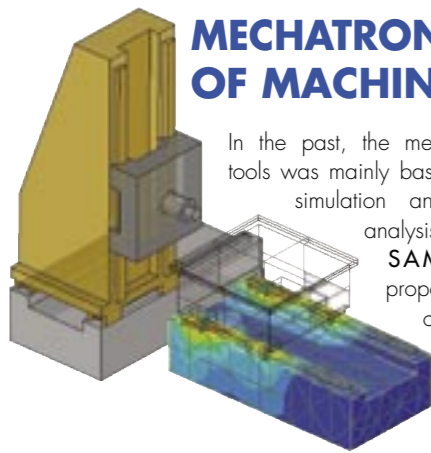 MECHATRON
OF MACHIN
In the past, the me
tools was mainly bas
simulation an
analysis
SAM
prope
c